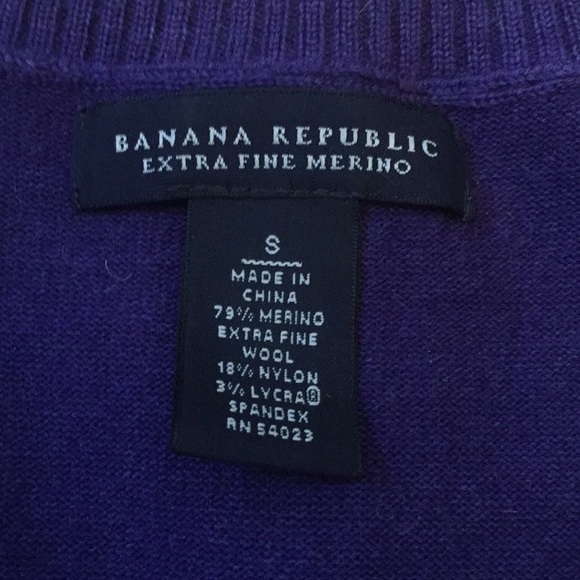 BANANA REPUBLIC
EXTRA FINE MERINO
S
MADE IN
CHINA
79% MERINO
EXTRA FINE
WOOL
18% NYLON
3% LYCRA®
SPANDEX
RN 54023